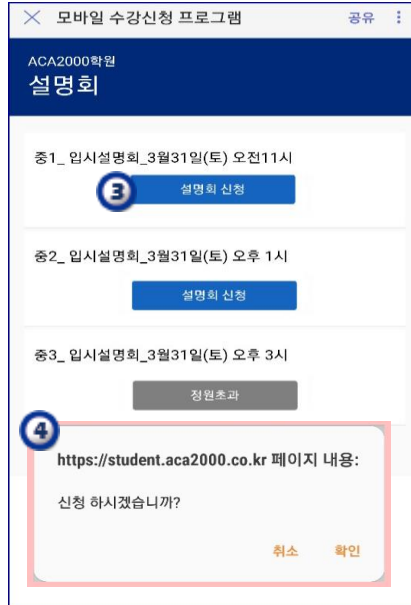 모바일 수강신청 프로그램 공유
ACA2000학원
설명회
중1_ 입시설명회_3월31일(토) 오전11시
3 설명회 신청
중2_ 입시설명회_3월31일(토) 오후 1시
설명회 신청
중3_ 입시설명회_3월31일(토) 오후 3시
정원초과
4
https://student.aca2000.co.kr 페이지 내용:
신청 하시겠습니까?
취소 확인